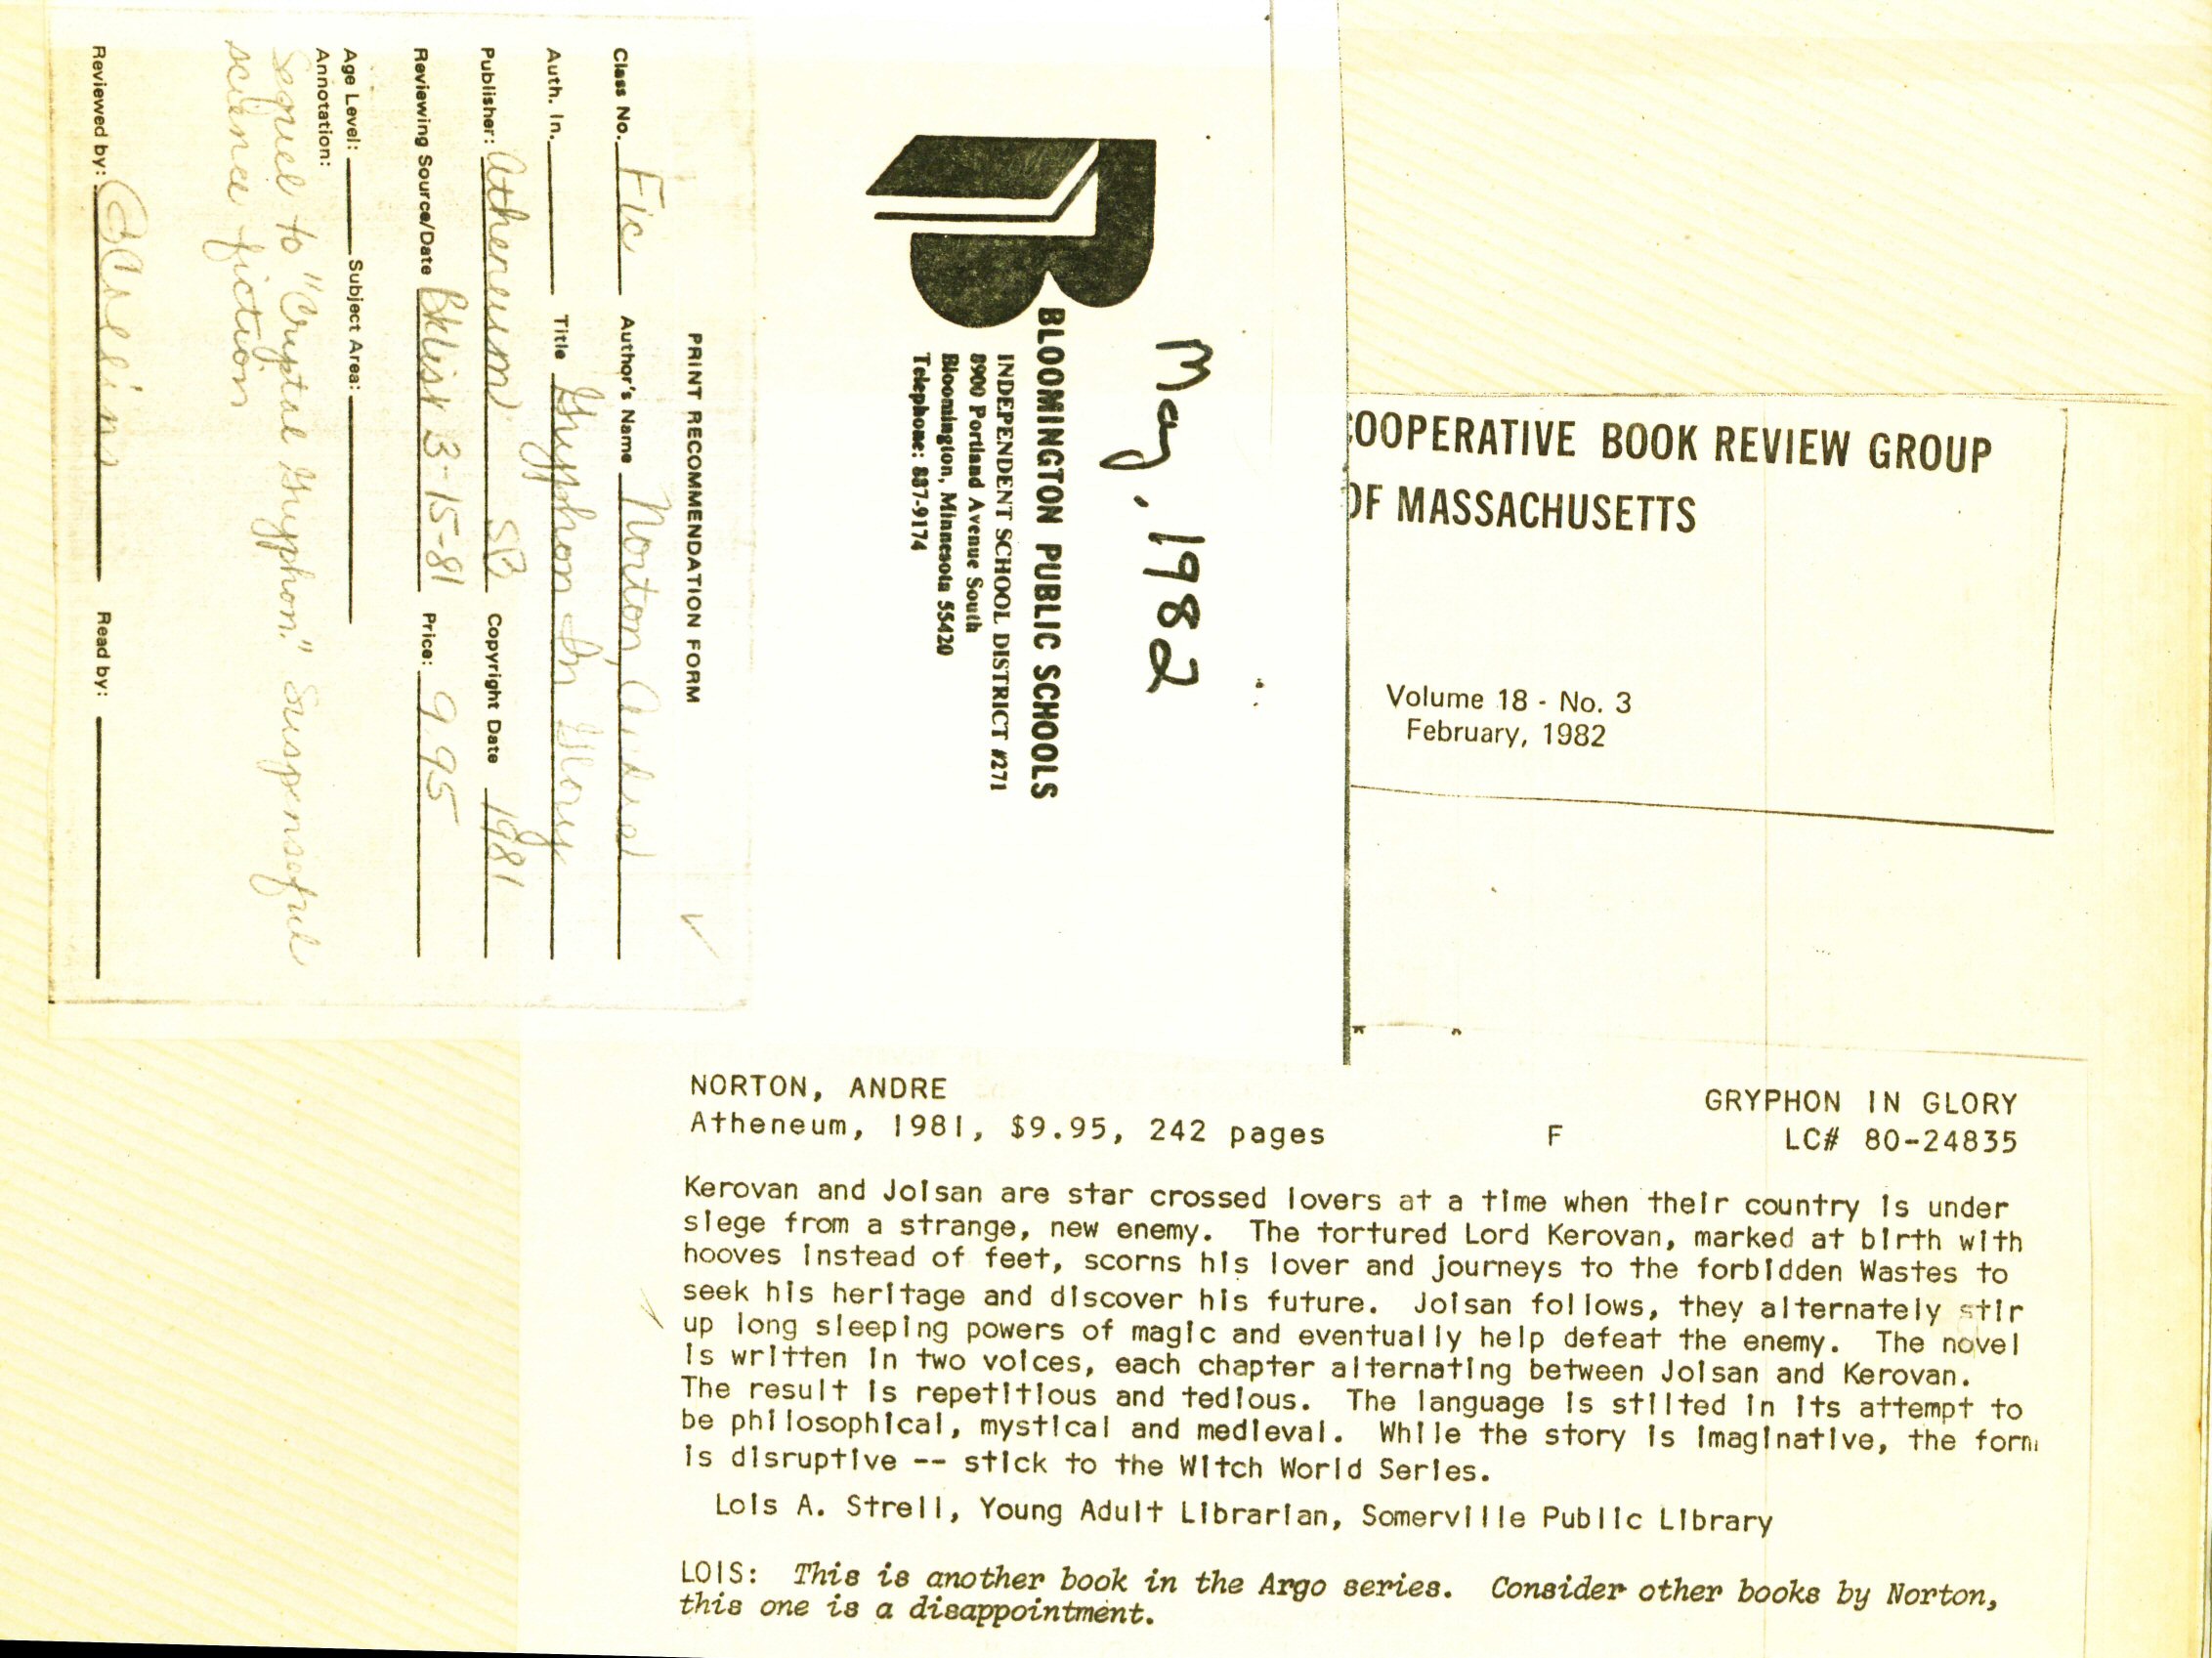 May, 1982
BLOOMINGTON PUBLIC SCHOOLS
INDEPENDENT SCHOOL DISTRICT #271
8900 Portland Avenue South
Bloomington, Minnesota 55420
Telephone: 887-9174
PRINT RECOMMENDATION FORM
Class No. Fic Author's Name Norton, Andre
Auth. In. Title Gryphon In Glory
Publisher: Atheneum SB Copyright Date 1981
Reviewing Source/Date Bklist 3-15-81 Price: 9.95
Age Level: Subject Area:
Annotation:
Sequel to "Crystal Gryphon." Suspenseful
science fiction
Reviewed by: Read by:
COOPERATIVE BOOK REVIEW GROUP
OF MASSACHUSETTS
Volume 18 - No. 3
February, 1982
NORTON, ANDRE GRYPHON IN GLORY
Atheneum, 1981, $9.95, 242 pages F LC# 80-24835
Kerovan and Joisan are star crossed lovers at a time when their country is under
siege from a strange, new enemy. The tortured Lord Kerovan, marked at birth with
hooves instead of feet, scorns his lover and journeys to the forbidden Wastes to
seek his heritage and discover his future. Joisan follows, they alternately stir
up long sleeping powers of magic and eventually help defeat the enemy. The novel
is written in two voices, each chapter alternating between Joisan and Kerovan.
The result is repetitious and tedious. The language is stilted in its attempt to
be philosophical, mystical and medieval. While the story is imaginative, the form
is disruptive -- stick to the Witch World Series.
Lois A. Strell, Young Adult Librarian, Somerville Public Library
LOIS: This is another book in the Argo series. Consider other books by Norton,
this one is a disappointment.